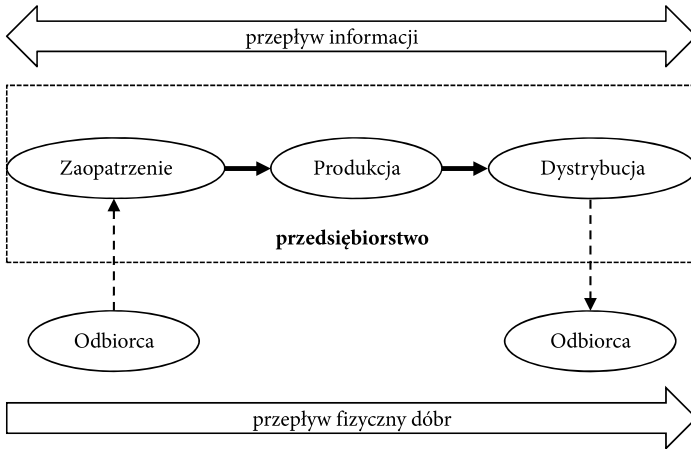 przepływ informacji
Zaopatrzenie
Produkcja
Dystrybucja
przedsiębiorstwo
Odbiorca
Odbiorca
przepływ fizyczny dóbr